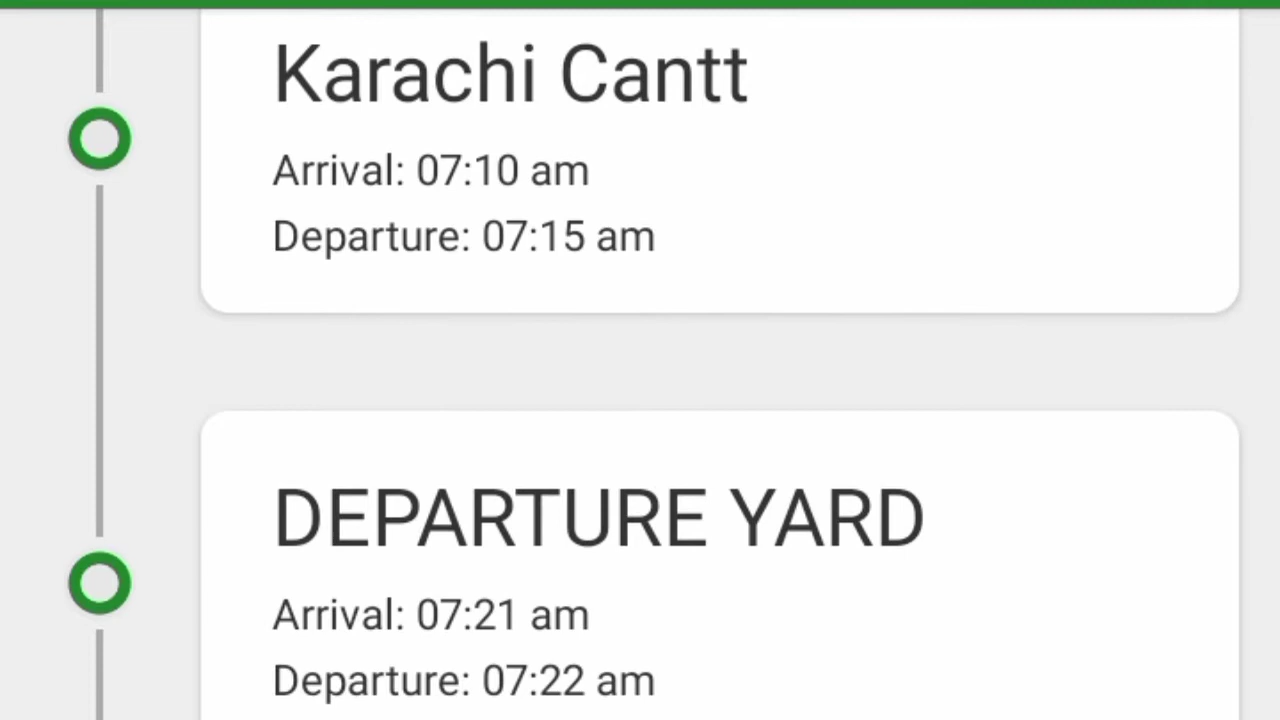 Karachi Cantt
Arrival: 07:10 am
Departure: 07:15 am
DEPARTURE YARD
Arrival: 07:21 am
Departure: 07:22 am